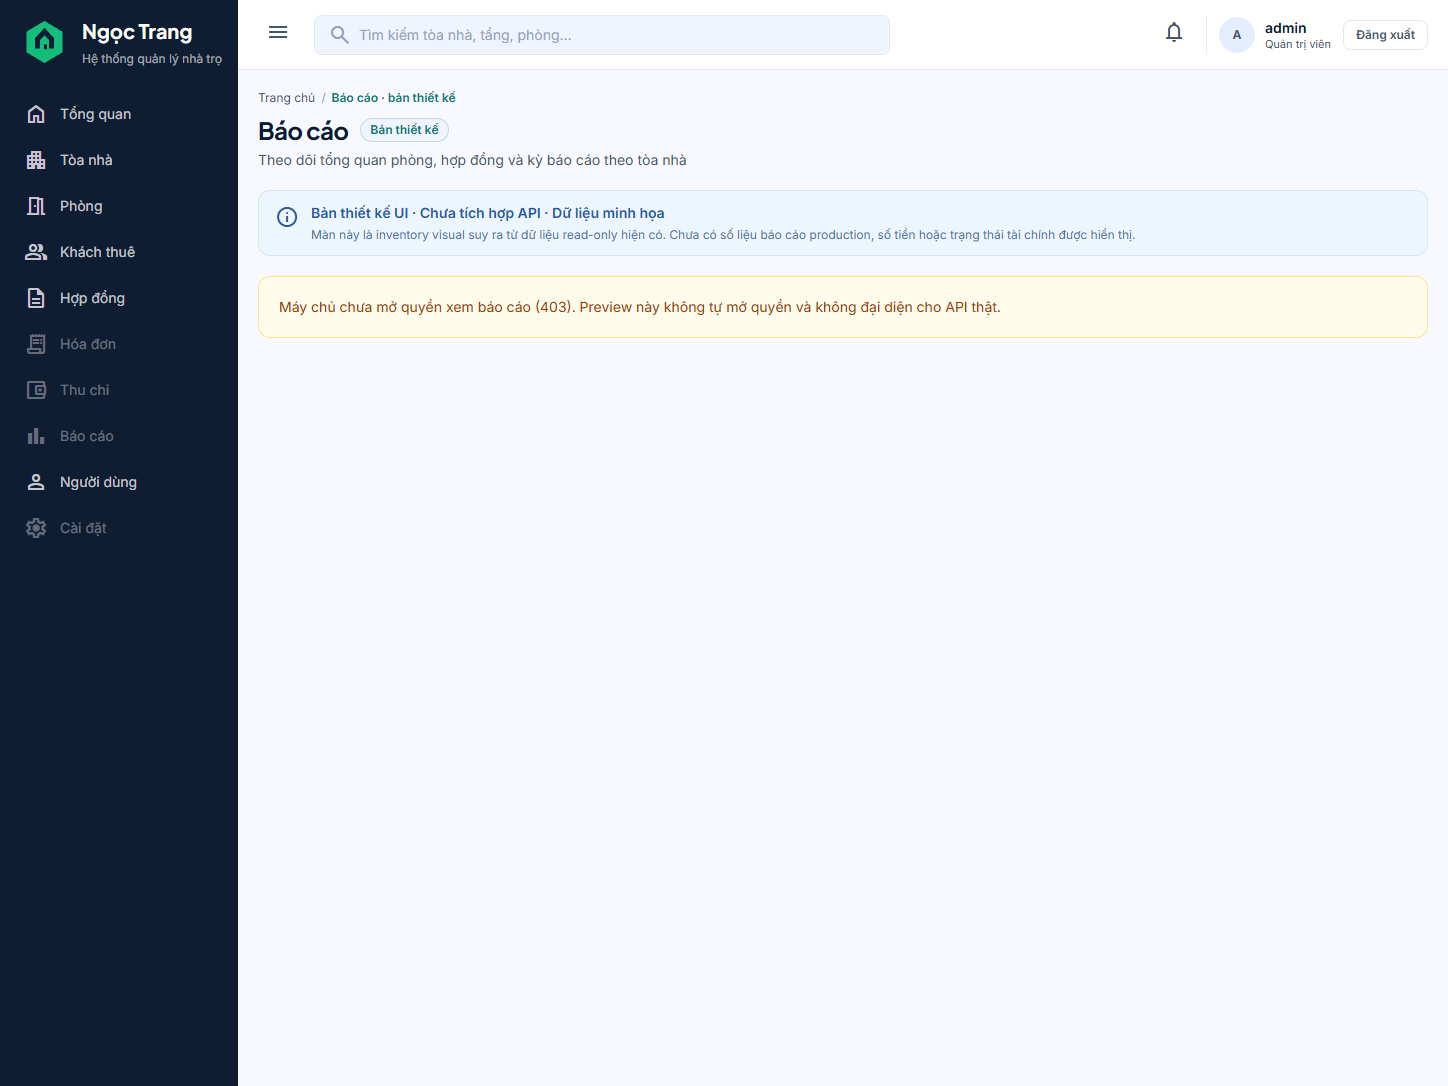 Ngọc Trang
Hệ thống quản lý nhà trọ
Tổng quan
Tòa nhà
Phòng
Khách thuê
Hợp đồng
Hóa đơn
Thu chi
Báo cáo
Người dùng
Cài đặt
Tìm kiếm tòa nhà, tầng, phòng...
A
admin
Quản trị viên
Đăng xuất
Trang chủ / Báo cáo · bản thiết kế
Báo cáo
Bản thiết kế
Theo dõi tổng quan phòng, hợp đồng và kỳ báo cáo theo tòa nhà
Bản thiết kế UI · Chưa tích hợp API · Dữ liệu minh họa
Màn này là inventory visual suy ra từ dữ liệu read-only hiện có. Chưa có số liệu báo cáo production, số tiền hoặc trạng thái tài chính được hiển thị.
Máy chủ chưa mở quyền xem báo cáo (403). Preview này không tự mở quyền và không đại diện cho API thật.